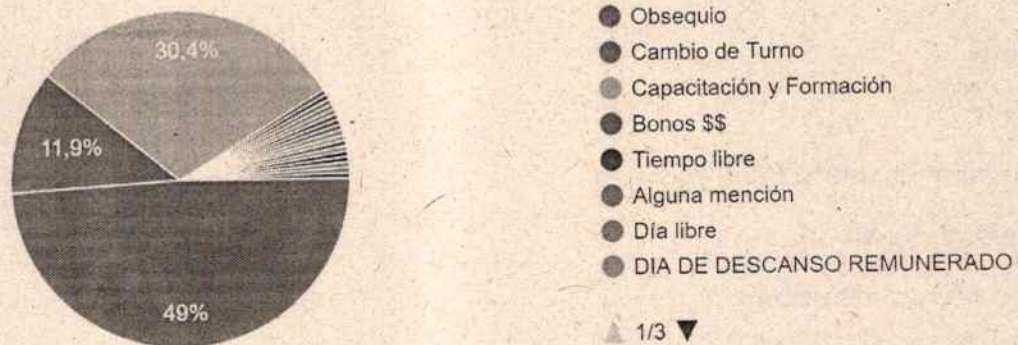 30,4%
11,9%
49%
Obsequio
Cambio de Turno
Capacitación y Formación
Bonos $$
Tiempo libre
Alguna mención
Día libre
DIA DE DESCANSO REMUNERADO
1/3